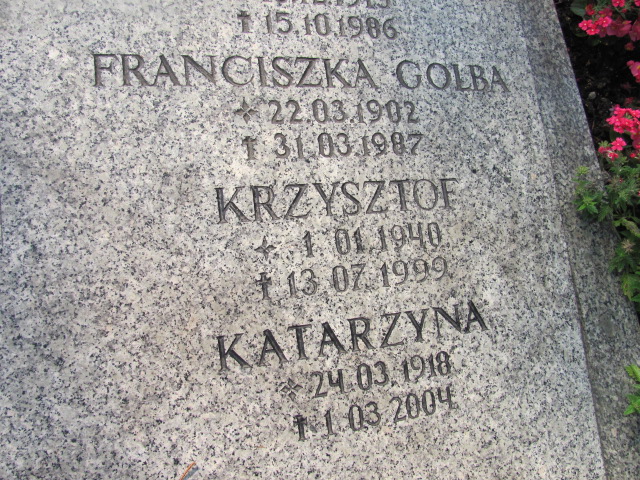 ✝ 15.10.1986
FRANCISZKA GOŁBA
✧ 22.03.1902
✝ 31.03.1987
KRZYSZTOF
✧ 1 01.1940
✝ 13 07.1999
KATARZYNA
✧ 24.03.1918
✝ 1 03 2004